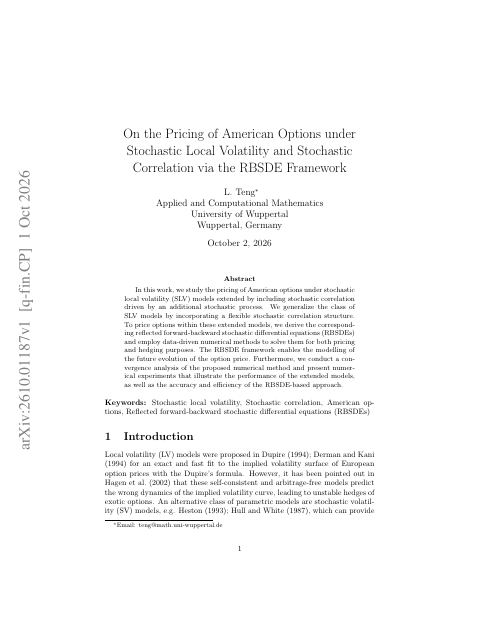 On the Pricing of American Options under
Stochastic Local Volatility and Stochastic
Correlation via the RBSDE Framework
L. Teng*
Applied and Computational Mathematics
University of Wuppertal
Wuppertal, Germany
October 2, 2026
Abstract
In this work, we study the pricing of American options under stochastic
local volatility (SLV) models extended by including stochastic correlation
driven by an additional stochastic process. We generalize the class of
SLV models by incorporating a flexible stochastic correlation structure.
To price options within these extended models, we derive the correspond-
ing reflected forward-backward stochastic differential equations (RBSDEs)
and employ data-driven numerical methods to solve them for both pricing
and hedging purposes. The RBSDE framework enables the modelling of
the future evolution of the option price. Furthermore, we conduct a con-
vergence analysis of the proposed numerical method and present numer-
ical experiments that illustrate the performance of the extended models,
as well as the accuracy and efficiency of the RBSDE-based approach.
Keywords: Stochastic local volatility, Stochastic correlation, American op-
tions, Reflected forward-backward stochastic differential equations (RBSDEs)
1 Introduction
Local volatility (LV) models were proposed in Dupire (1994); Derman and Kani
(1994) for an exact and fast fit to the implied volatility surface of European
option prices with the Dupire's formula. However, it has been pointed out in
Hagen et al. (2002) that these self-consistent and arbitrage-free models predict
the wrong dynamics of the implied volatility curve, leading to unstable hedges of
exotic options. An alternative class of parametric models are stochastic volatil-
ity (SV) models, e.g. Heston (1993); Hull and White (1987), which can provide
*Email: teng@math.uni-wuppertal.de
1
arXiv:2610.01187v1 [q-fin.CP] 1 Oct 2026